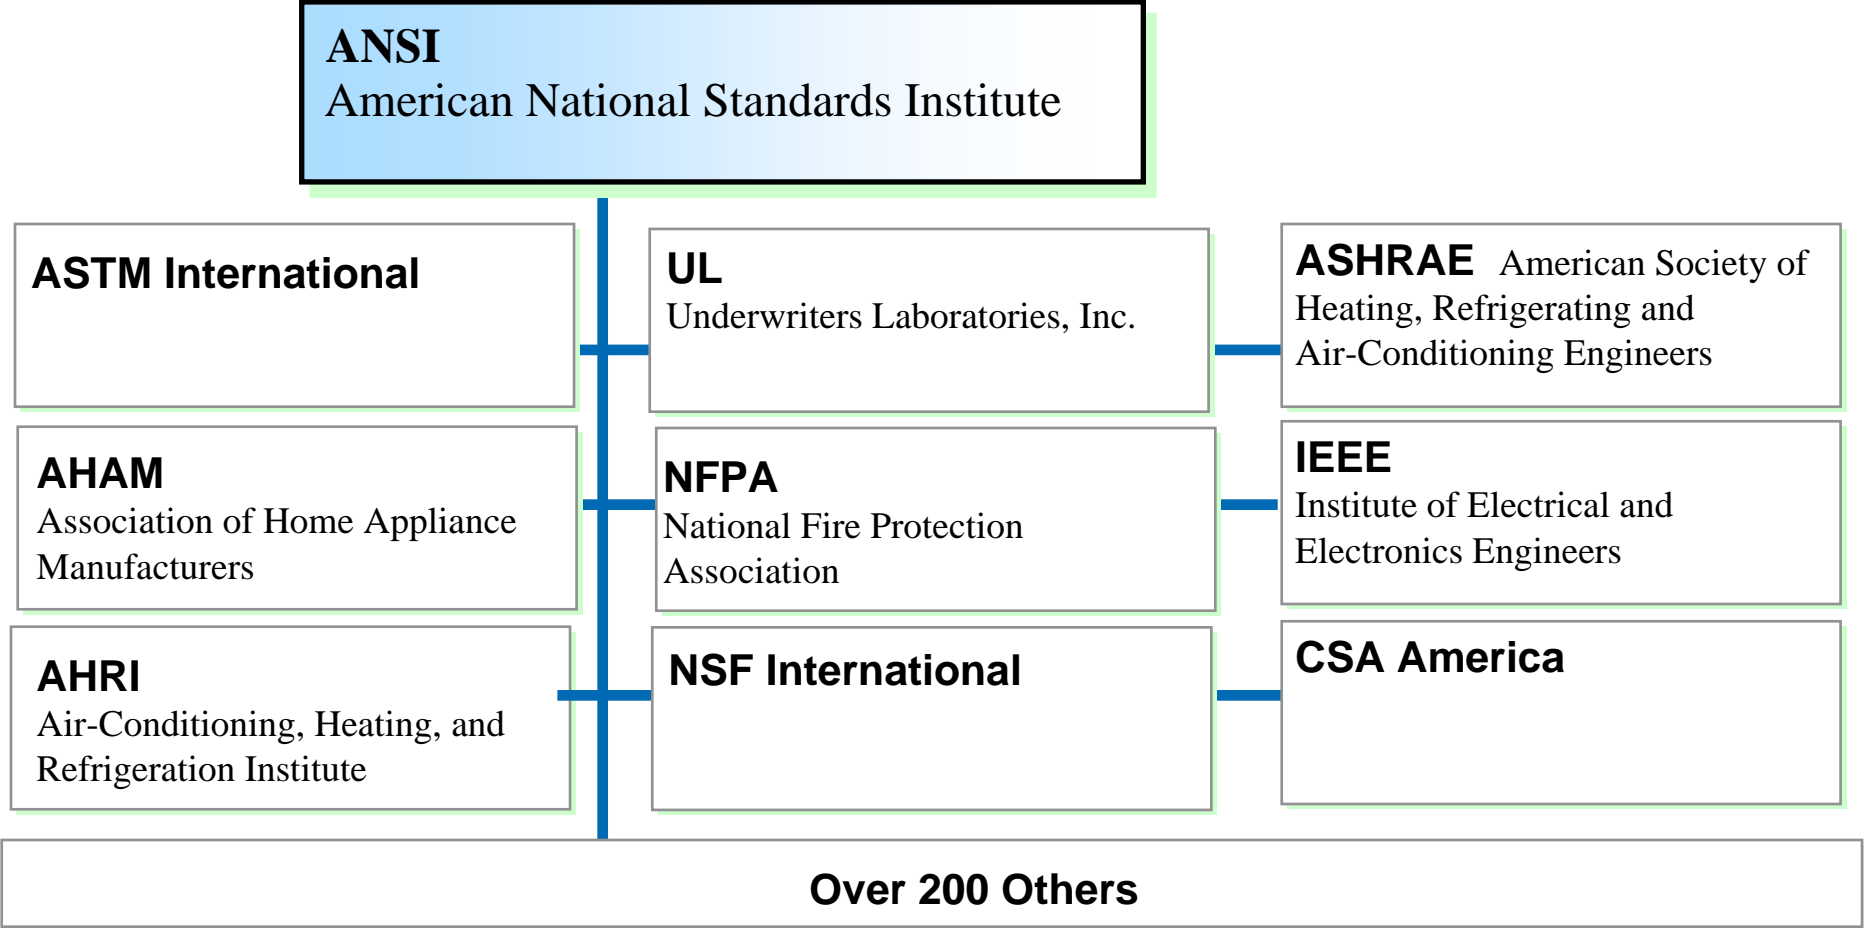 ANSI
American National Standards Institute
ASTM International
UL
Underwriters Laboratories, Inc.
ASHRAE American Society of
Heating, Refrigerating and
Air-Conditioning Engineers
AHAM
Association of Home Appliance
Manufacturers
NFPA
National Fire Protection
Association
IEEE
Institute of Electrical and
Electronics Engineers
AHRI
Air-Conditioning, Heating, and
Refrigeration Institute
NSF International
CSA America
Over 200 Others